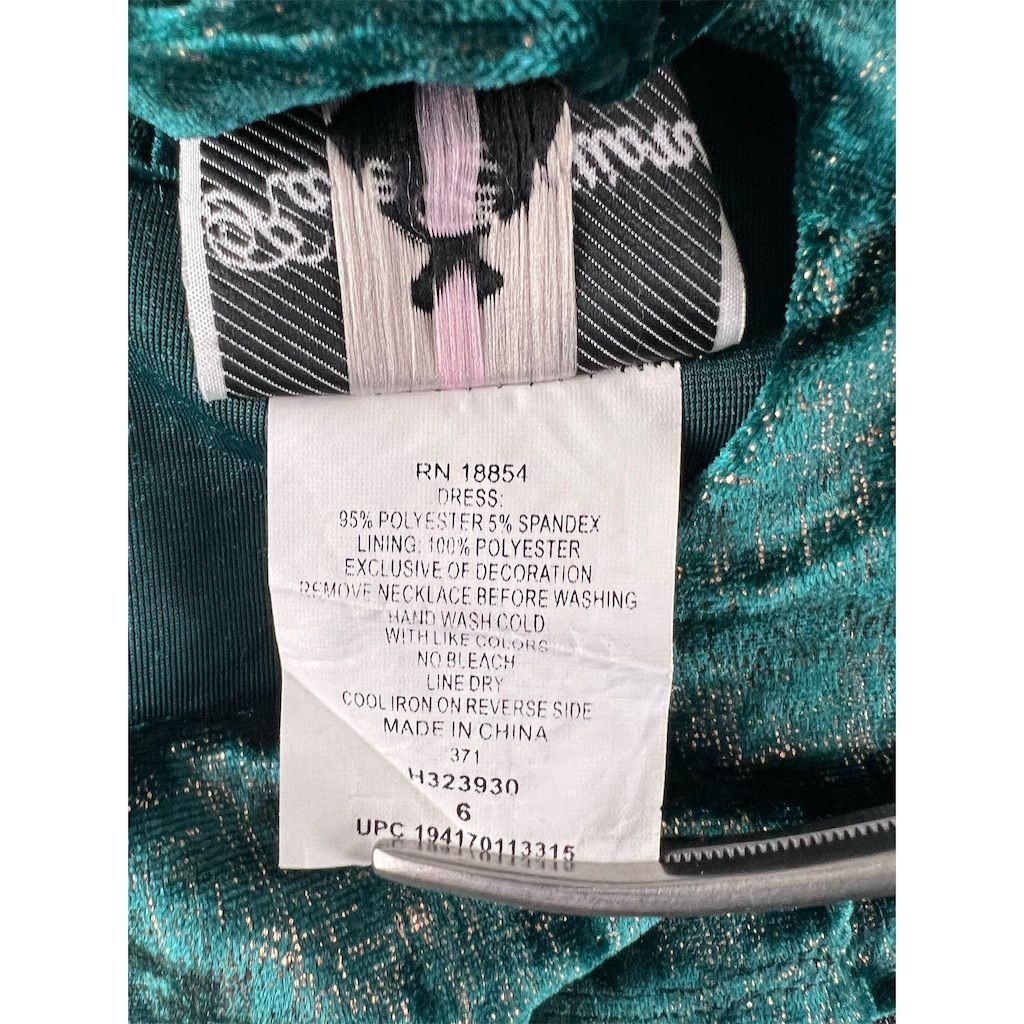 RN 18854
DRESS:
95% POLYESTER 5% SPANDEX
LINING: 100% POLYESTER
EXCLUSIVE OF DECORATION
REMOVE NECKLACE BEFORE WASHING
HAND WASH COLD
WITH LIKE COLORS
NO BLEACH
LINE DRY
COOL IRON ON REVERSE SIDE
MADE IN CHINA
371
H323930
6
UPC 194170113315